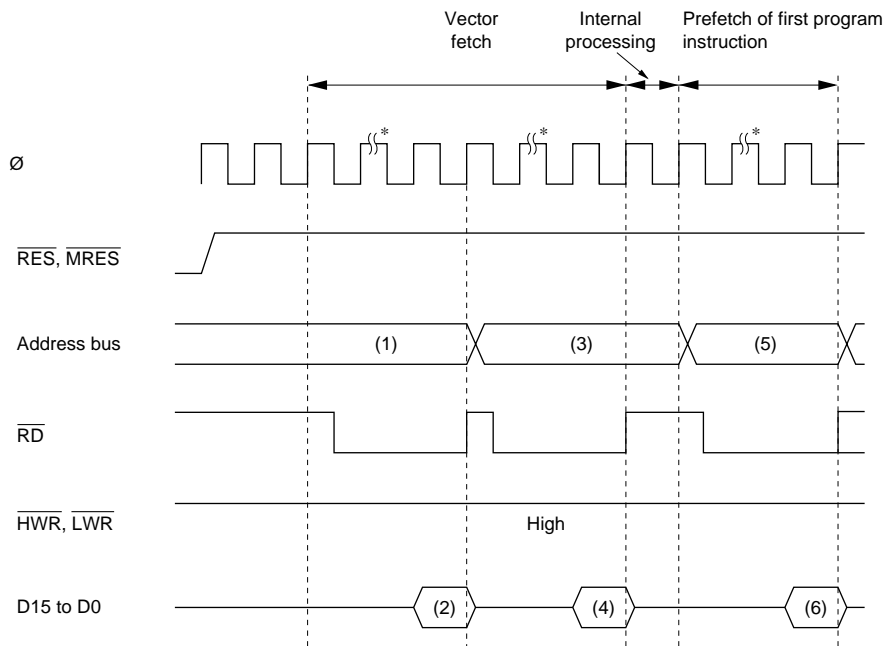 Vector
fetch
Internal
processing
Prefetch of first program
instruction
Ø
*
*
*
RES, MRES
Address bus
(1)
(3)
(5)
RD
HWR, LWR
High
D15 to D0
(2)
(4)
(6)